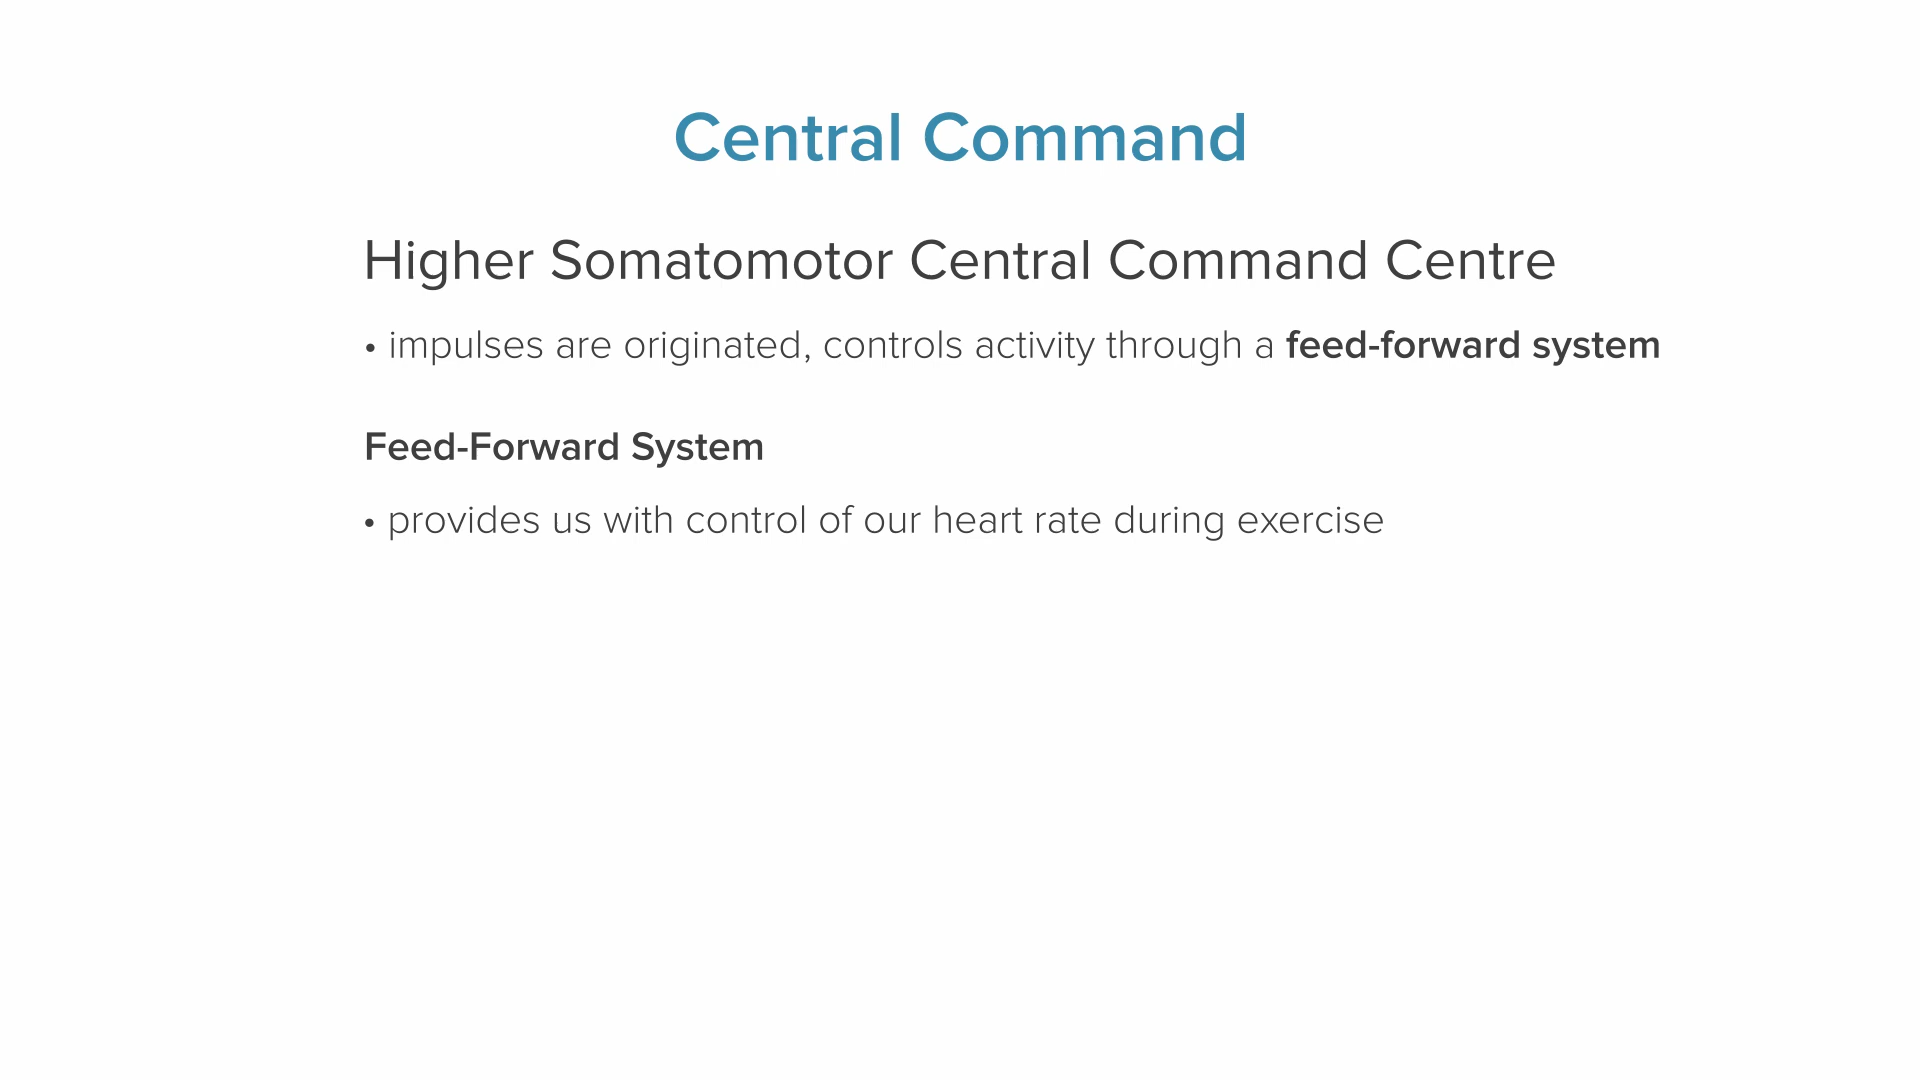 Central Command
Higher Somatomotor Central Command Centre
• impulses are originated, controls activity through a feed-forward system
Feed-Forward System
• provides us with control of our heart rate during exercise